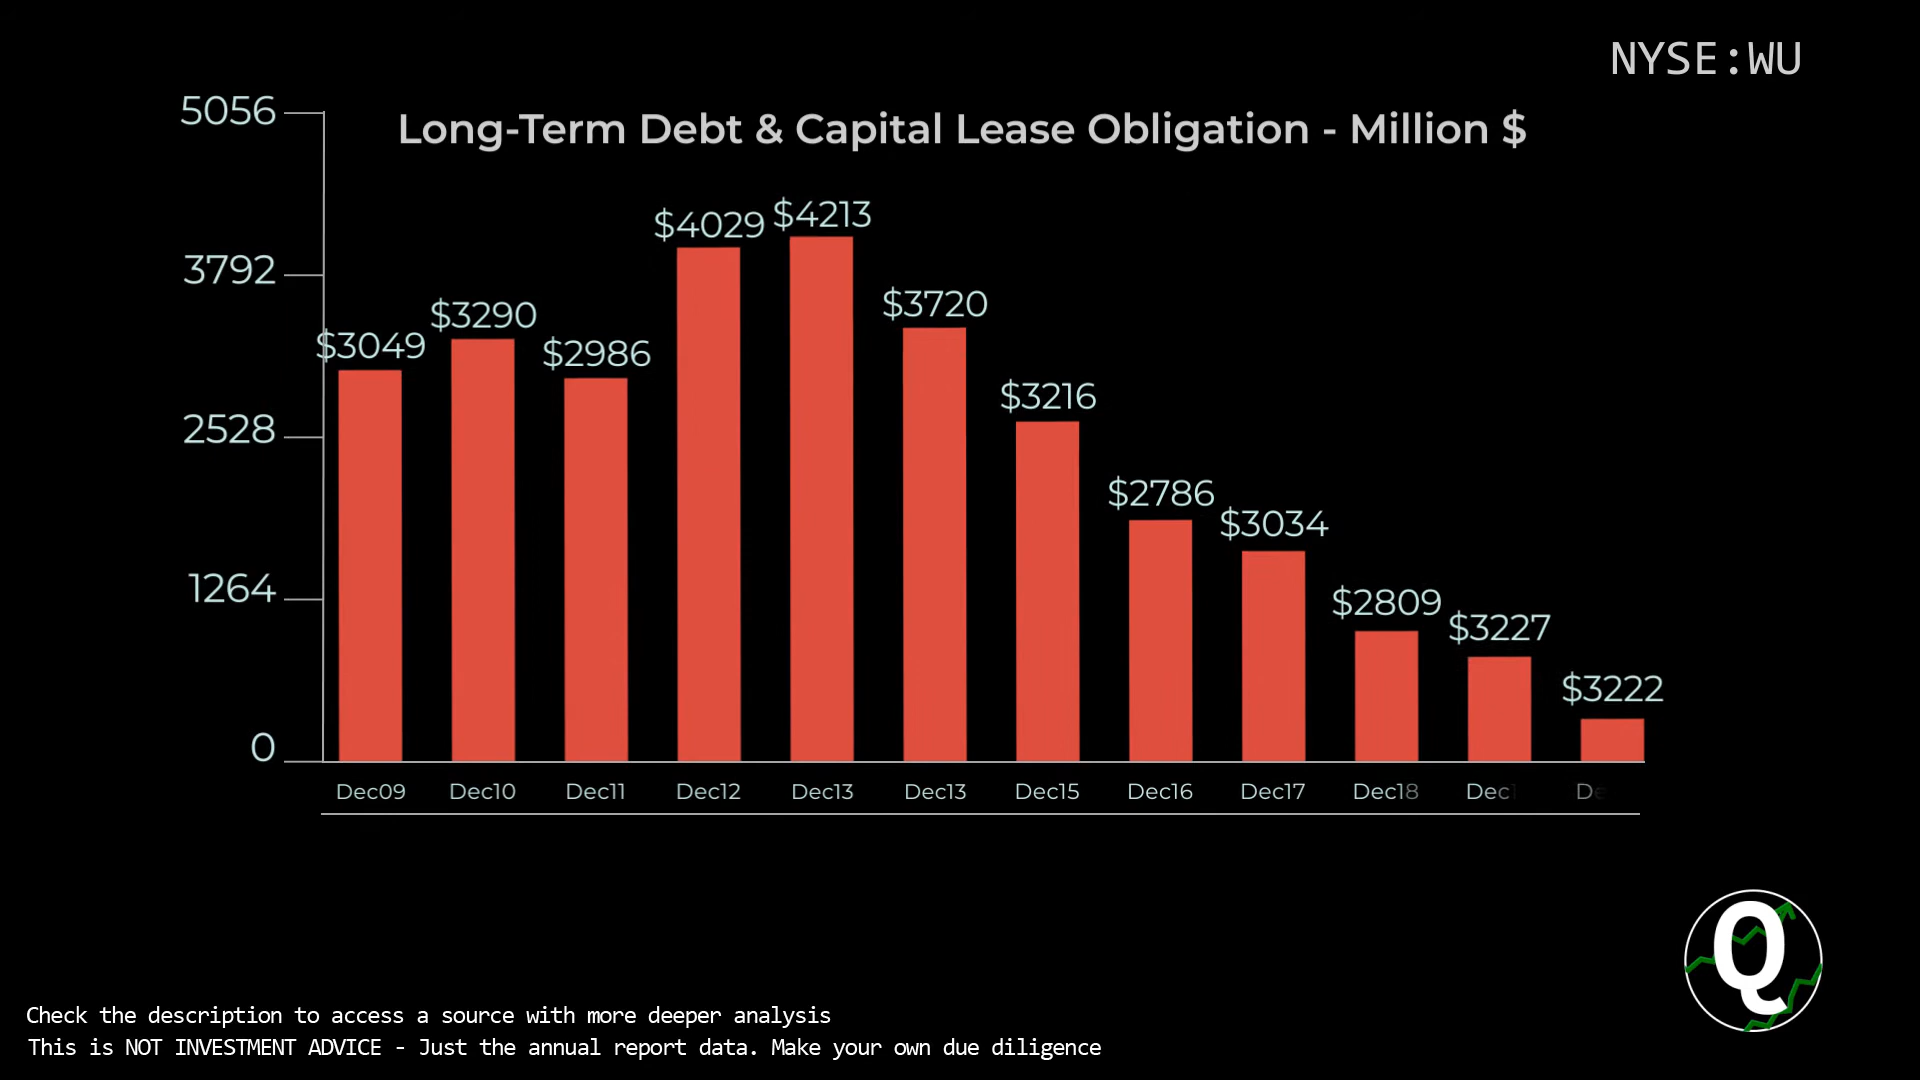 NYSE:WU
Long-Term Debt & Capital Lease Obligation - Million $
5056
3792
2528
1264
0
$3049
$3290
$2986
$4029
$4213
$3720
$3216
$2786
$3034
$2809
$3227
$3222
Dec09 Dec10 Dec11 Dec12 Dec13 Dec13 Dec15 Dec16 Dec17 Dec18 Dec
Q
Check the description to access a source with more deeper analysis
This is NOT INVESTMENT ADVICE - Just the annual report data. Make your own due diligence